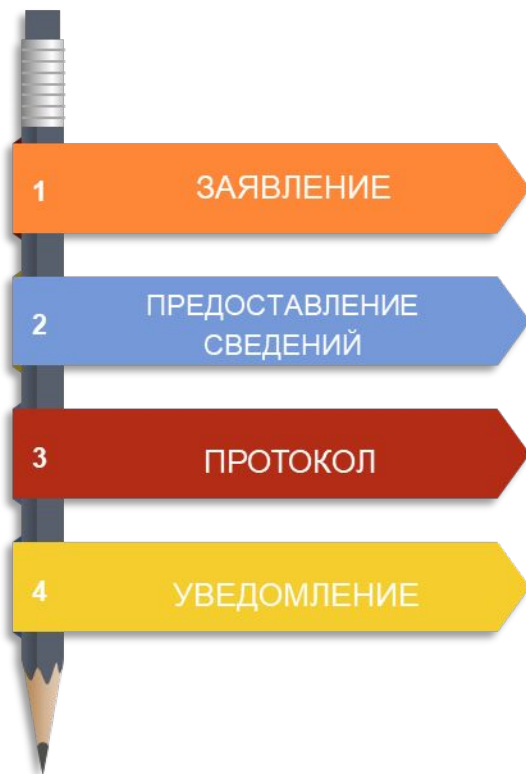 1 ЗАЯВЛЕНИЕ
2 ПРЕДОСТАВЛЕНИЕ
СВЕДЕНИЙ
3 ПРОТОКОЛ
4 УВЕДОМЛЕНИЕ